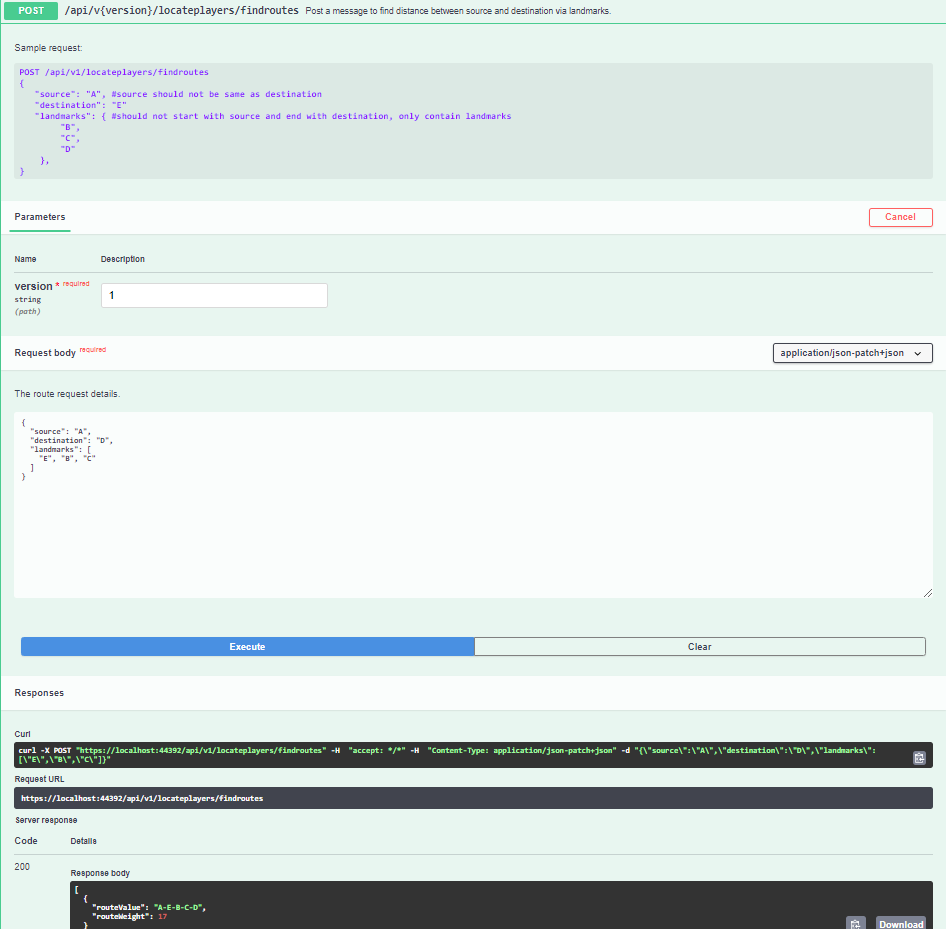 POST /api/v{version}/locateplayers/findroutes Post a message to find distance between source and destination via landmarks.
Sample request:
POST /api/v1/locateplayers/findroutes
{
"source": "A", #source should not be same as destination
"destination": "E"
"landmarks": { #should not start with source and end with destination, only contain landmarks
"B",
"C",
"D"
},
}
Parameters Cancel
Name Description
version * required 1
string
(path)
Request body required application/json-patch+json
The route request details.
{
"source": "A",
"destination": "D",
"landmarks": [
"E", "B", "C"
]
}
Execute Clear
Responses
Curl
curl -X POST "https://localhost:44392/api/v1/locateplayers/findroutes" -H "accept: */*" -H "Content-Type: application/json-patch+json" -d "{\"source\":\"A\",\"destination\":\"D\",\"landmarks\":
[\"E\",\"B\",\"C\"]}"
Request URL
https://localhost:44392/api/v1/locateplayers/findroutes
Server response
Code Details
200
Response body
[
{
"routeValue": "A-E-B-C-D",
"routeWeight": 17
}
Download